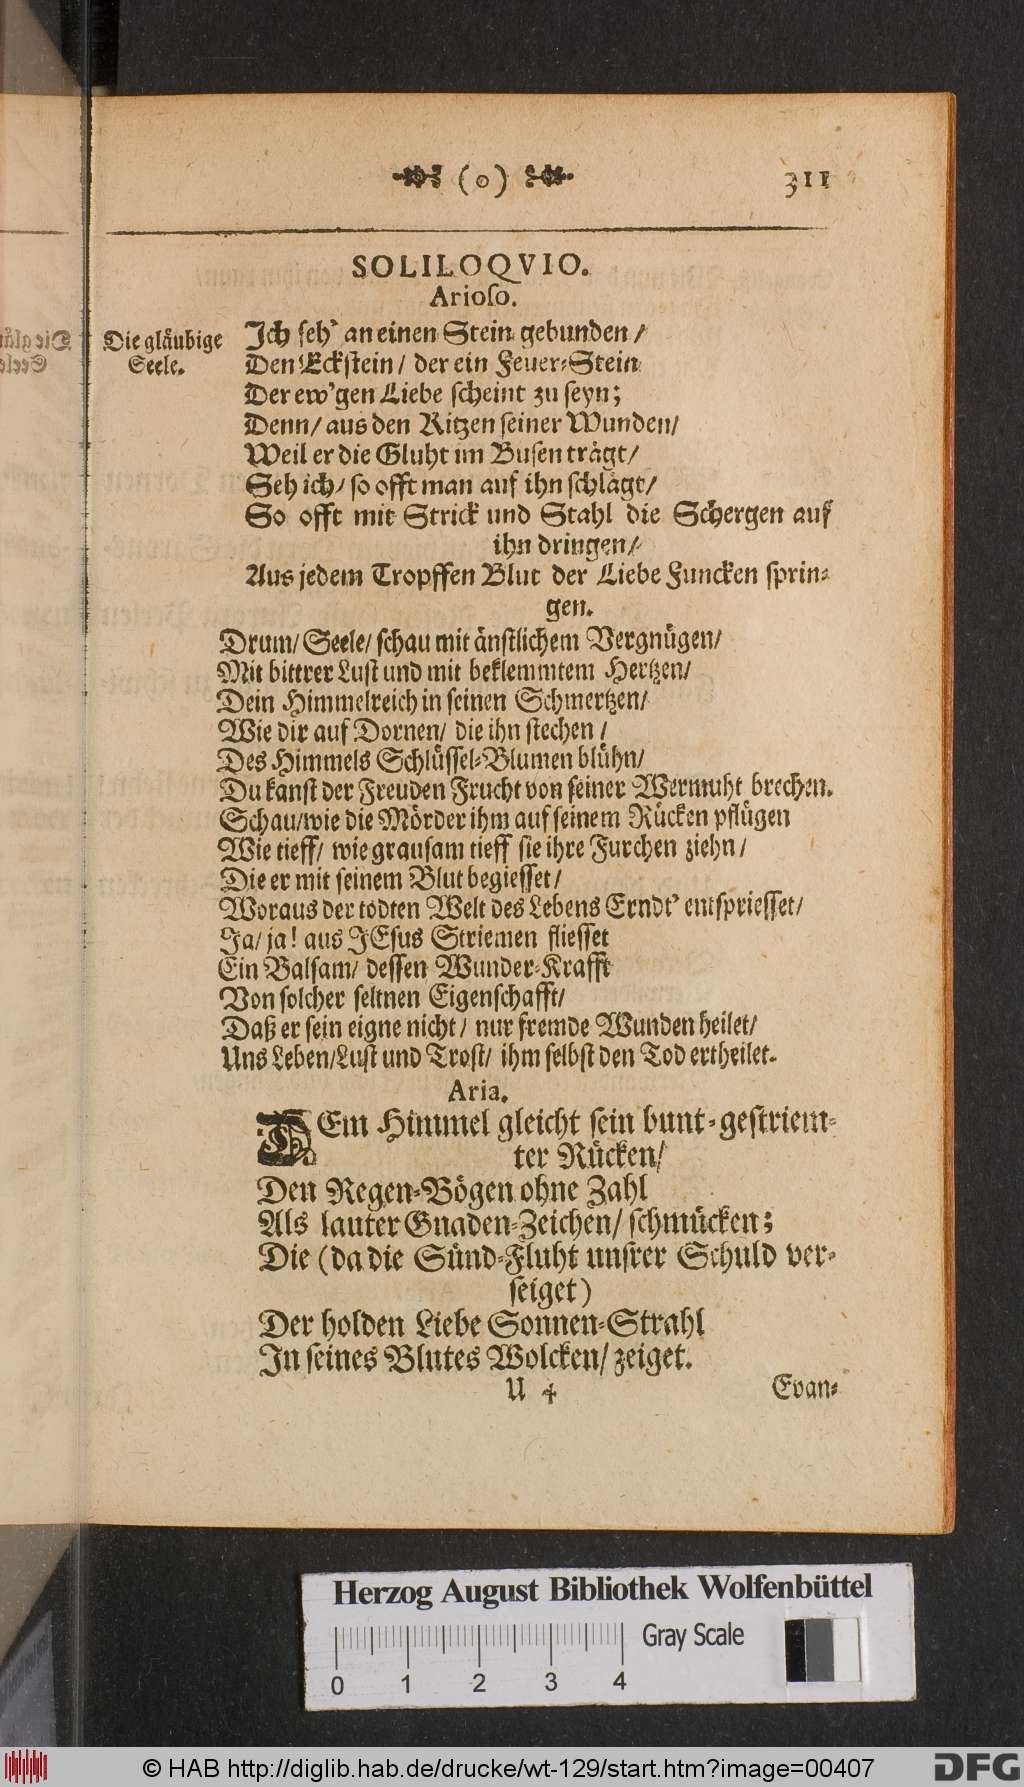 (o) 311
SOLILOQVIO.
Arioso.
Die gläubige
Seele.
Ich seh' an einen Stein gebunden /
Den Eckstein / der ein Feuer-Stein
Der ew'gen Liebe scheint zu seyn;
Denn / aus den Ritzen seiner Wunden /
Weil er die Gluht im Busen trägt /
Seh ich / so offt man auf ihn schlägt /
So offt mit Strick und Stahl die Schergen auf
ihn dringen /
Aus jedem Tropffen Blut der Liebe Funcken sprin-
gen.
Drum / Seele / schau mit änstlichem Vergnügen /
Mit bittrer Lust und mit beklemmtem Hertzen /
Dein Himmelreich in seinen Schmertzen /
Wie dir auf Dornen / die ihn stechen /
Des Himmels Schlüssel-Blumen blühn /
Du kanst der Freuden Frucht von seiner Wermuht brechen.
Schau / wie die Mörder ihm auf seinem Rücken pflügen
Wie tieff / wie grausam tieff sie ihre Furchen ziehn /
Die er mit seinem Blut begiesset /
Woraus der todten Welt des Lebens Erndt' entspriesset /
Ja / ja! aus JEsus Striemen fliesset
Ein Balsam / dessen Wunder-Krafft
Von solcher seltnen Eigenschafft /
Daß er sein eigne nicht / nur fremde Wunden heilet /
Uns Leben / Lust und Trost / ihm selbst den Tod ertheilet.
Aria.
DEm Himmel gleicht sein bunt-gestriem-
ter Rücken /
Den Regen-Bögen ohne Zahl
Als lauter Gnaden-Zeichen / schmücken;
Die (da die Sünd-Fluht unsrer Schuld ver-
seiget)
Der holden Liebe Sonnen-Strahl
In seines Blutes Wolcken / zeiget.
U 4 Evan-
Herzog August Bibliothek Wolfenbüttel
Gray Scale
0 1 2 3 4
© HAB http://diglib.hab.de/drucke/wt-129/start.htm?image=00407
DFG